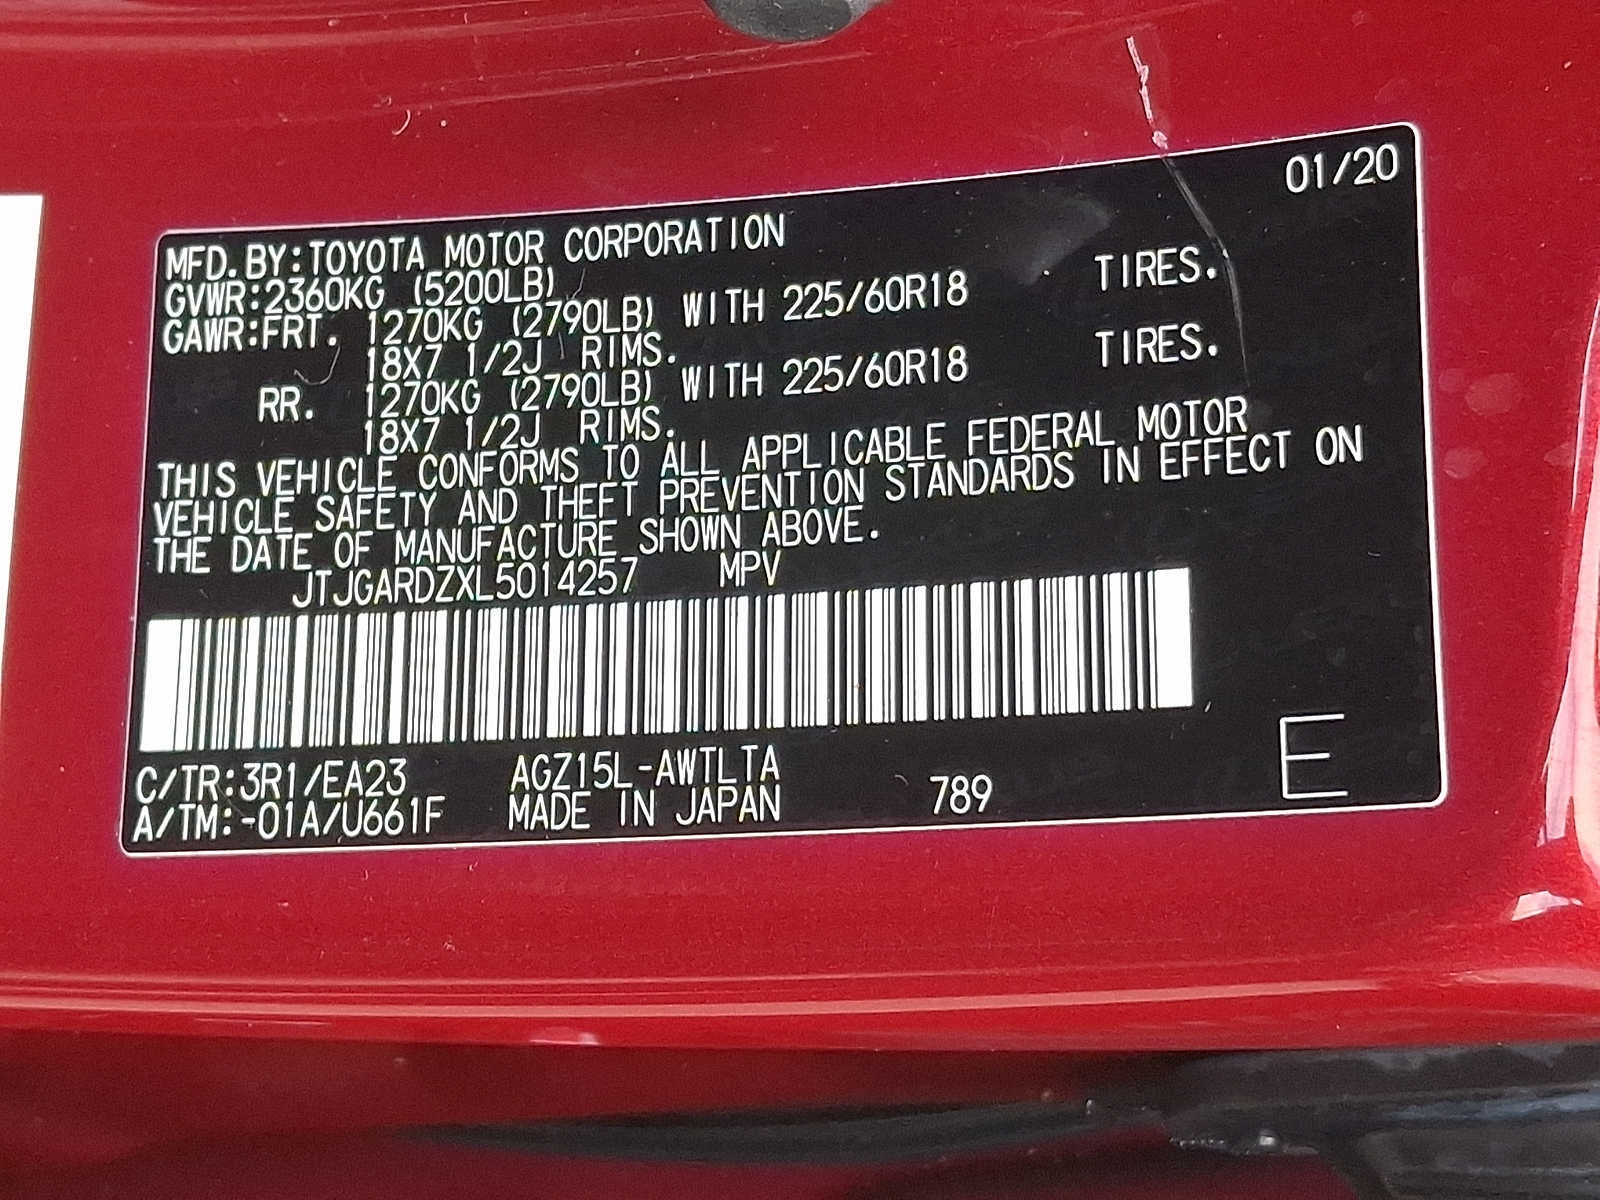 01/20
MFD.BY:TOYOTA MOTOR CORPORATION
GVWR:2360KG (5200LB)
GAWR:FRT. 1270KG (2790LB) WITH 225/60R18 TIRES.
18X7 1/2J RIMS.
RR. 1270KG (2790LB) WITH 225/60R18 TIRES.
18X7 1/2J RIMS.
THIS VEHICLE CONFORMS TO ALL APPLICABLE FEDERAL MOTOR
VEHICLE SAFETY AND THEFT PREVENTION STANDARDS IN EFFECT ON
THE DATE OF MANUFACTURE SHOWN ABOVE.
JTJGARDZXL5014257 MPV
C/TR:3R1/EA23 AGZ15L-AWTLTA
A/TM:-01A/U661F MADE IN JAPAN 789 E